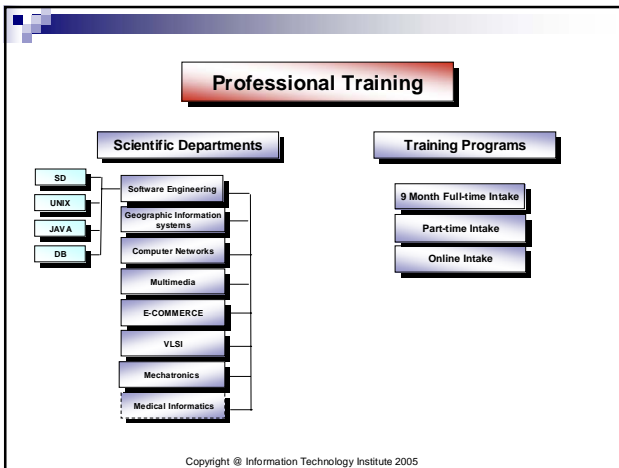 Professional Training
Scientific Departments
Training Programs
SD
UNIX
JAVA
DB
Software Engineering
Geographic Information
systems
Computer Networks
Multimedia
E-COMMERCE
VLSI
Mechatronics
Medical Informatics
9 Month Full-time Intake
Part-time Intake
Online Intake
Copyright @ Information Technology Institute 2005